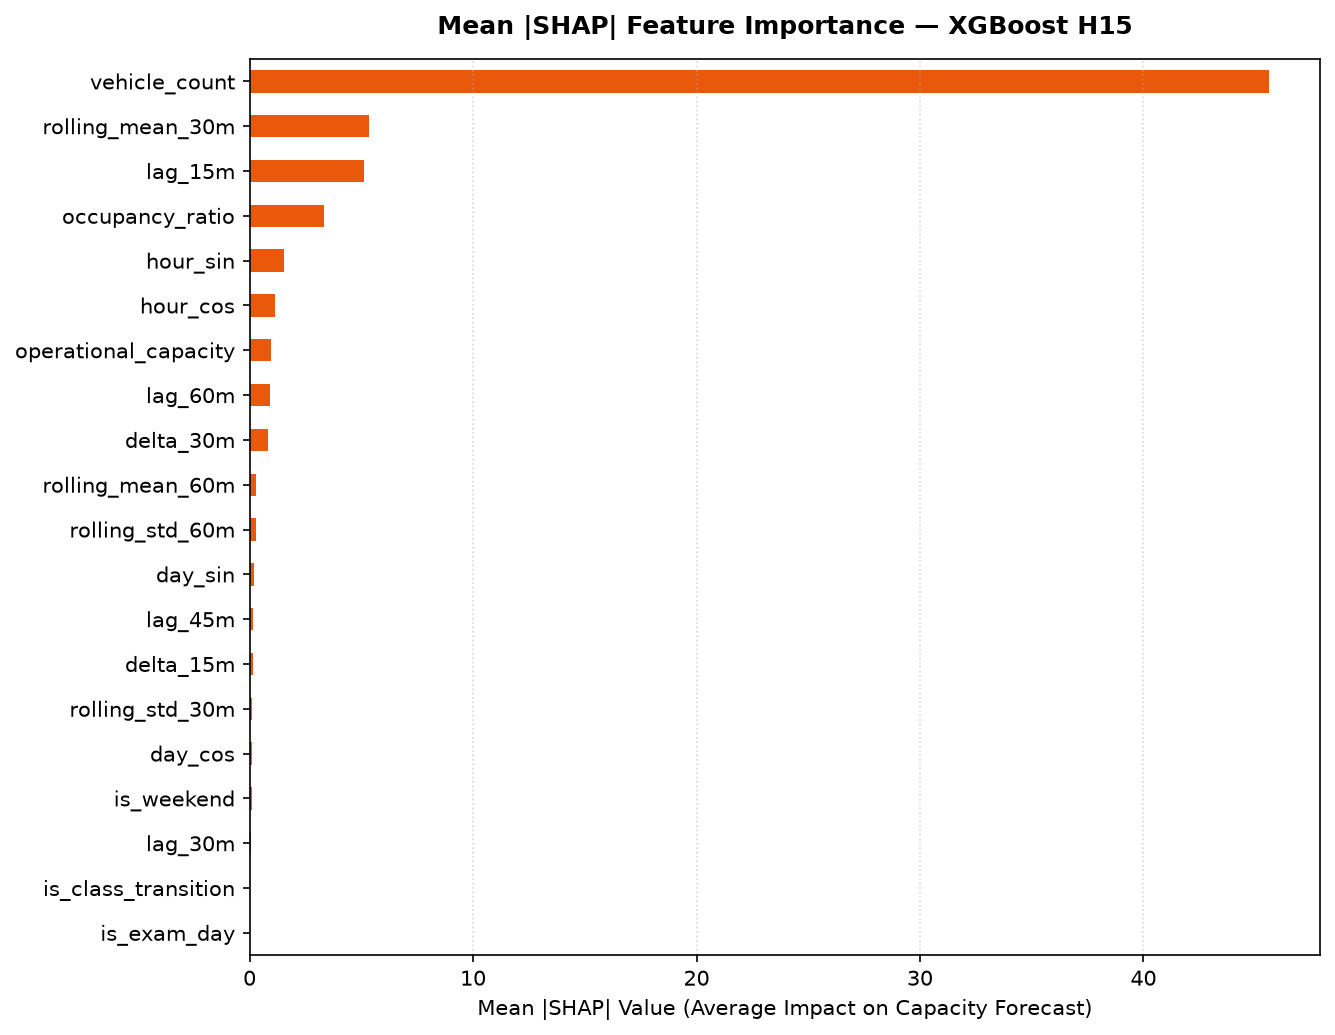 Mean |SHAP| Feature Importance — XGBoost H15
vehicle_count
rolling_mean_30m
lag_15m
occupancy_ratio
hour_sin
hour_cos
operational_capacity
lag_60m
delta_30m
rolling_mean_60m
rolling_std_60m
day_sin
lag_45m
delta_15m
rolling_std_30m
day_cos
is_weekend
lag_30m
is_class_transition
is_exam_day
0 10 20 30 40
Mean |SHAP| Value (Average Impact on Capacity Forecast)